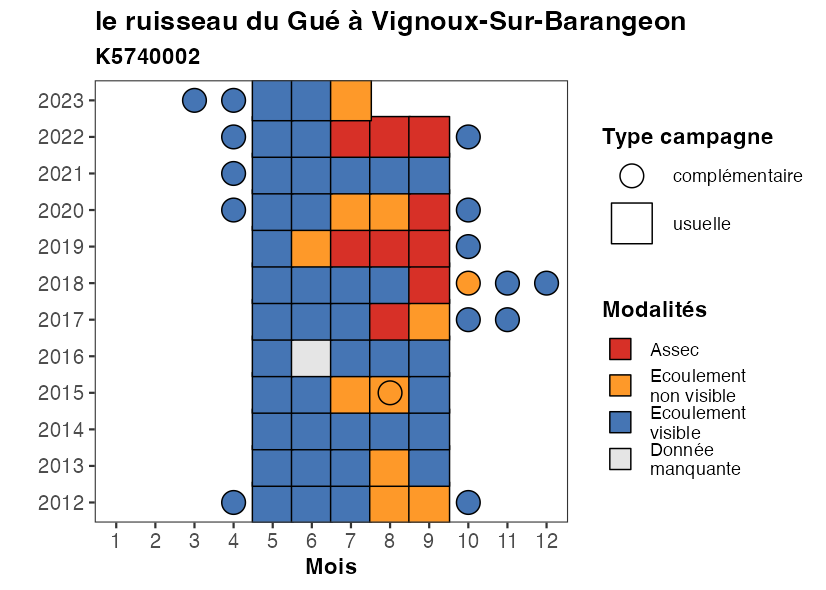 le ruisseau du Gué à Vignoux-Sur-Barangeon
K5740002
2023
2022
2021
2020
2019
2018
2017
2016
2015
2014
2013
2012
1 2 3 4 5 6 7 8 9 10 11 12
Mois
Type campagne
complémentaire
usuelle
Modalités
Assec
Ecoulement
non visible
Ecoulement
visible
Donnée
manquante